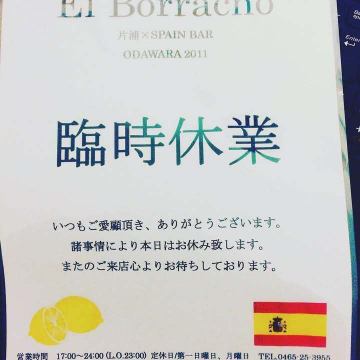 El Borracho
片浦×SPAIN BAR
ODAWARA 2011
臨時休業
いつもご愛顧頂き、ありがとうございます。
諸事情により本日はお休み致します。
またのご来店心よりお待ちしております。
営業時間 17:00〜24:00(L.O.23:00) 定休日/第一日曜日、月曜日 TEL.0465-25-3955
Enter